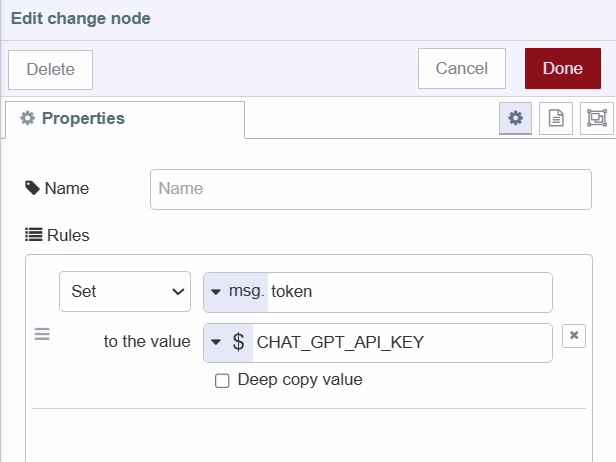 Edit change node
Delete
Cancel
Done
Properties
Name
Name
Rules
Set
msg. token
to the value
$ CHAT_GPT_API_KEY
Deep copy value